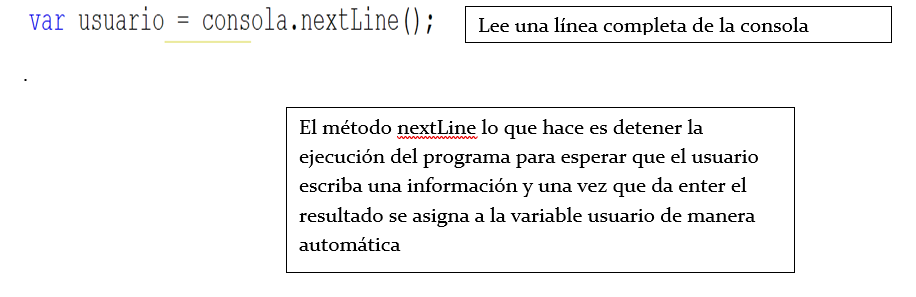 var usuario = consola.nextLine();
Lee una línea completa de la consola
.
El método nextLine lo que hace es detener la
ejecución del programa para esperar que el usuario
escriba una información y una vez que da enter el
resultado se asigna a la variable usuario de manera
automática